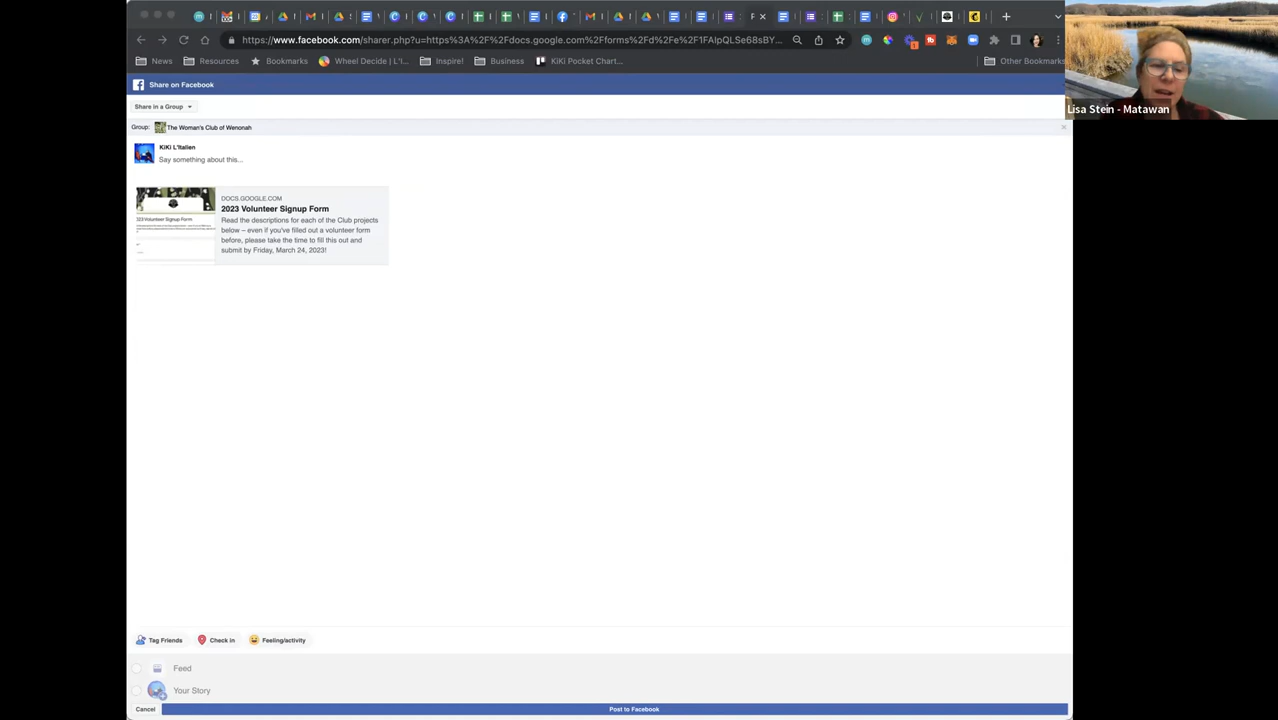 https://www.facebook.com/sharer.php?u=https%3A%2F%2Fdocs.google.com%2Fforms%2Fd%2Fe%2F1FAIpQLSe68sBY...
News
Resources
Bookmarks
Wheel Decide | L'I...
Inspire!
Business
KiKi Pocket Chart...
Other Bookmarks
Share on Facebook
Share in a Group
Group: The Woman's Club of Wenonah
KiKi L'Italien
Say something about this...
DOCS.GOOGLE.COM
2023 Volunteer Signup Form
Read the descriptions for each of the Club projects
below – even if you've filled out a volunteer form
before, please take the time to fill this out and
submit by Friday, March 24, 2023!
Tag Friends
Check in
Feeling/activity
Feed
Your Story
Cancel
Post to Facebook
Lisa Stein - Matawan